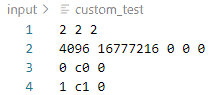 input > custom_test
1 2 2 2
2 4096 16777216 0 0 0
3 0 c0 0
4 1 c1 0